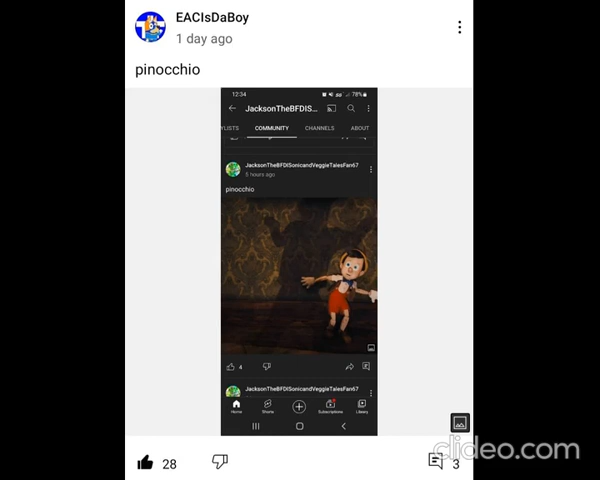 EACIsDaBoy
1 day ago
pinocchio
12:34
78%
JacksonTheBFDIS...
YLISTS COMMUNITY CHANNELS ABOUT
JacksonTheBFDISonicandVeggieTalesFan67
5 hours ago
pinocchio
4
JacksonTheBFDISonicandVeggieTalesFan67
Home Shorts Subscriptions Library
28
3
clideo.com